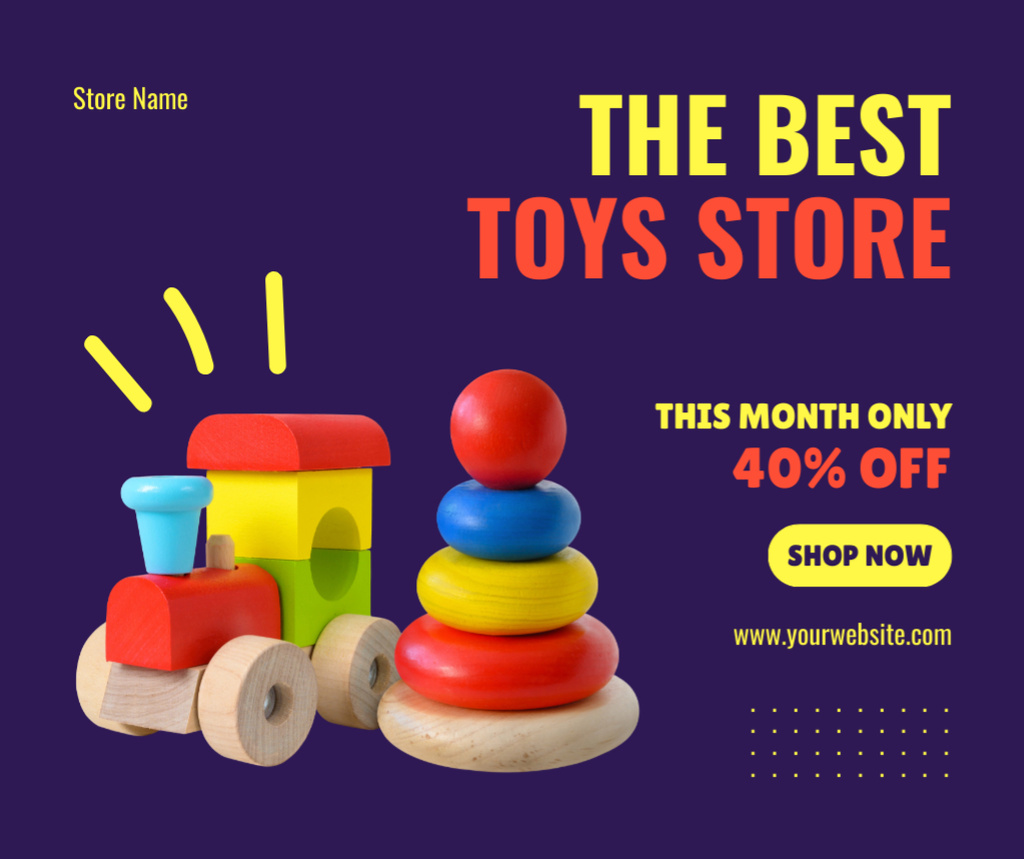 Store Name
THE BEST
TOYS STORE
THIS MONTH ONLY
40% OFF
SHOP NOW
www.yourwebsite.com